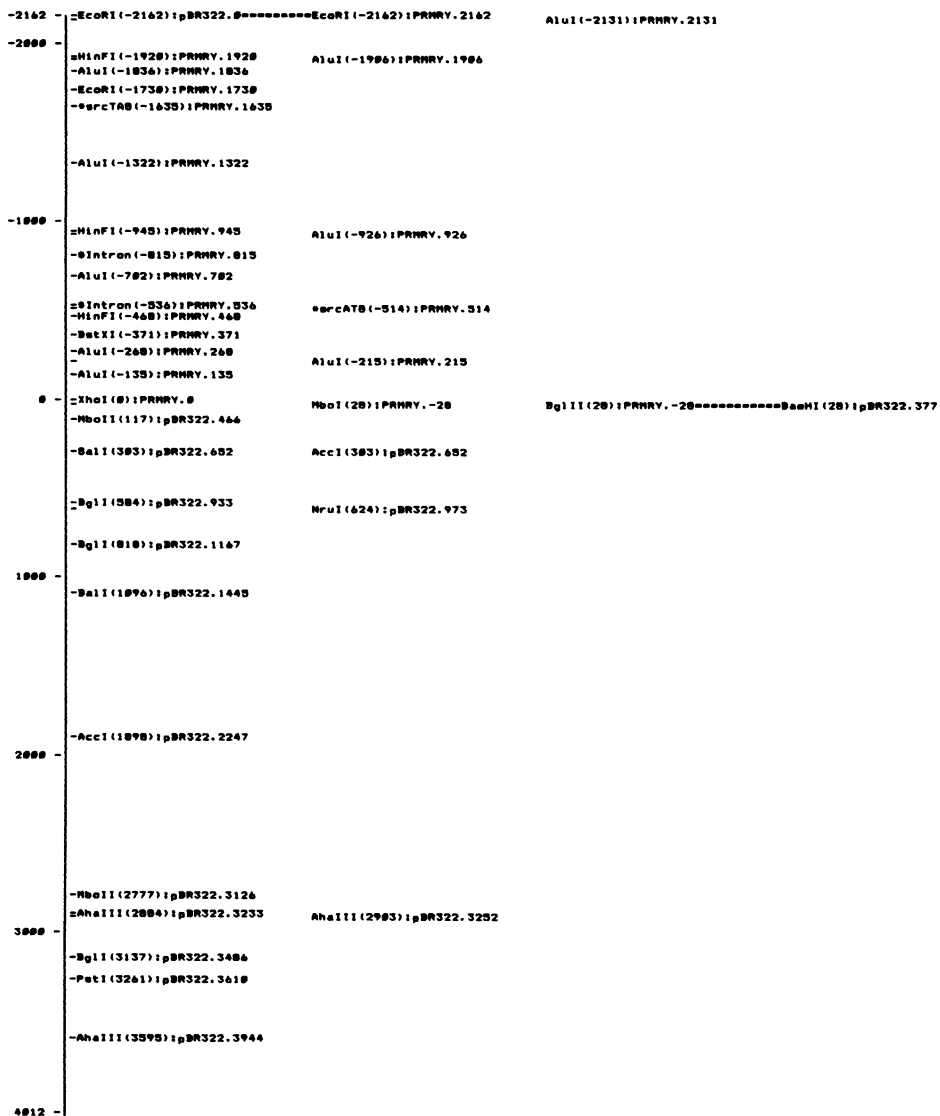 -2162 - =EcoRI(-2162):pBR322.0=========EcoRI(-2162):PRMRY.2162 AluI(-2131):PRMRY.2131
-2000 -
=HinFI(-1920):PRMRY.1920 AluI(-1906):PRMRY.1906
-AluI(-1836):PRMRY.1836
-EcoRI(-1730):PRMRY.1730
-*srcTAG(-1635):PRMRY.1635
-AluI(-1322):PRMRY.1322
-1000 -
=HinFI(-945):PRMRY.945 AluI(-926):PRMRY.926
-*Intron(-815):PRMRY.815
-AluI(-702):PRMRY.702
=*Intron(-536):PRMRY.536 *srcATG(-514):PRMRY.514
-HinFI(-468):PRMRY.468
-BstXI(-371):PRMRY.371
-AluI(-268):PRMRY.268 AluI(-215):PRMRY.215
-AluI(-135):PRMRY.135
0 - =XhoI(0):PRMRY.0 MboI(28):PRMRY.-28 BglII(28):PRMRY.-28===========BamHI(28):pBR322.377
-MboII(117):pBR322.466
-SalI(303):pBR322.652 AccI(303):pBR322.652
-BglI(584):pBR322.933 NruI(624):pBR322.973
-BglI(818):pBR322.1167
1000 -
-BalI(1096):pBR322.1445
-AccI(1898):pBR322.2247
2000 -
-MboII(2777):pBR322.3126
=AhaIII(2884):pBR322.3233 AhaIII(2903):pBR322.3252
3000 -
-BglI(3137):pBR322.3486
-PstI(3261):pBR322.3610
-AhaIII(3595):pBR322.3944
4012 -